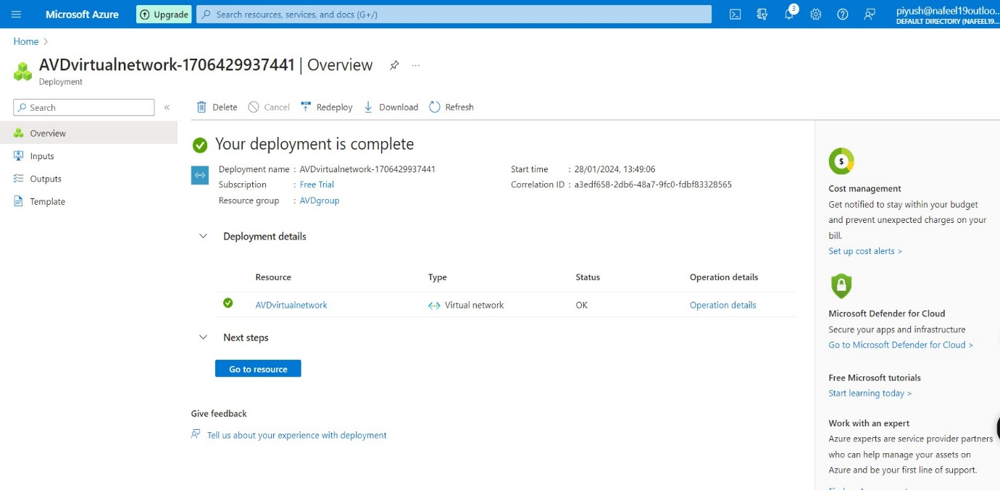 Microsoft Azure
Upgrade
Search resources, services, and docs (G+/)
3
piyush@nafeel19outloo...
DEFAULT DIRECTORY (NAFEEL19...
Home
AVDvirtualnetwork-1706429937441 | Overview
Deployment
Search
Overview
Inputs
Outputs
Template
Delete
Cancel
Redeploy
Download
Refresh
Your deployment is complete
Deployment name : AVDvirtualnetwork-1706429937441
Subscription : Free Trial
Resource group : AVDgroup
Start time : 28/01/2024, 13:49:06
Correlation ID : a3edf658-2db6-48a7-9fc0-fdbf83328565
Deployment details
Resource Type Status Operation details
AVDvirtualnetwork Virtual network OK Operation details
Next steps
Go to resource
Give feedback
Tell us about your experience with deployment
$
Cost management
Get notified to stay within your budget
and prevent unexpected charges on your
bill.
Set up cost alerts >
Microsoft Defender for Cloud
Secure your apps and infrastructure
Go to Microsoft Defender for Cloud >
Free Microsoft tutorials
Start learning today >
Work with an expert
Azure experts are service provider partners
who can help manage your assets on
Azure and be your first line of support.